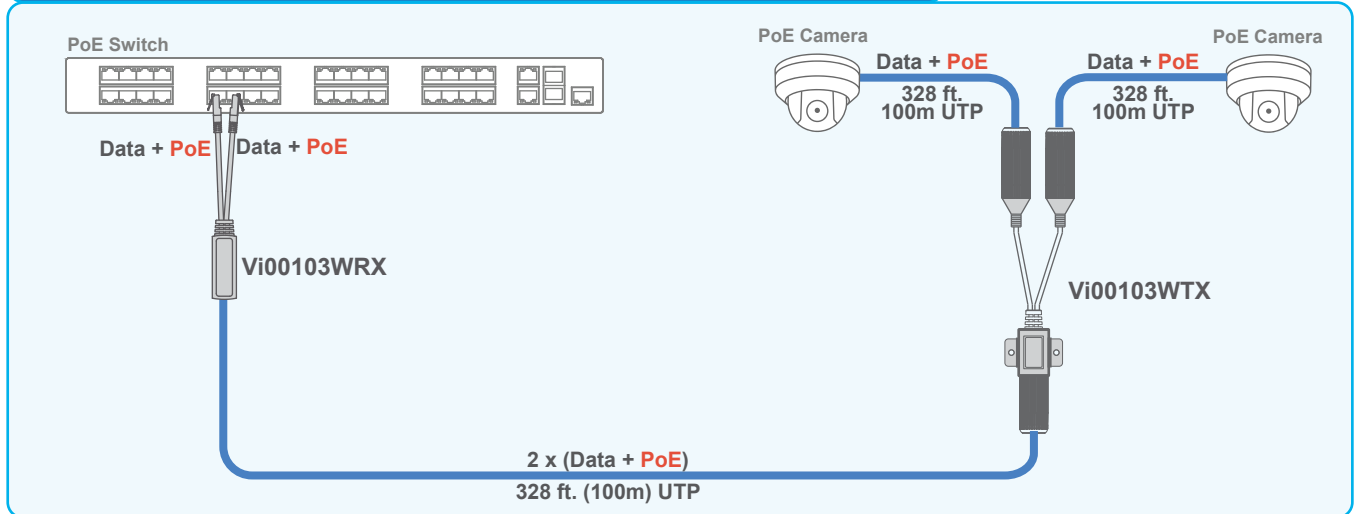 PoE Switch
PoE Camera
PoE Camera
Data + PoE
328 ft.
100m UTP
Data + PoE
328 ft.
100m UTP
Data + PoE
Data + PoE
Vi00103WRX
Vi00103WTX
2 x (Data + PoE)
328 ft. (100m) UTP